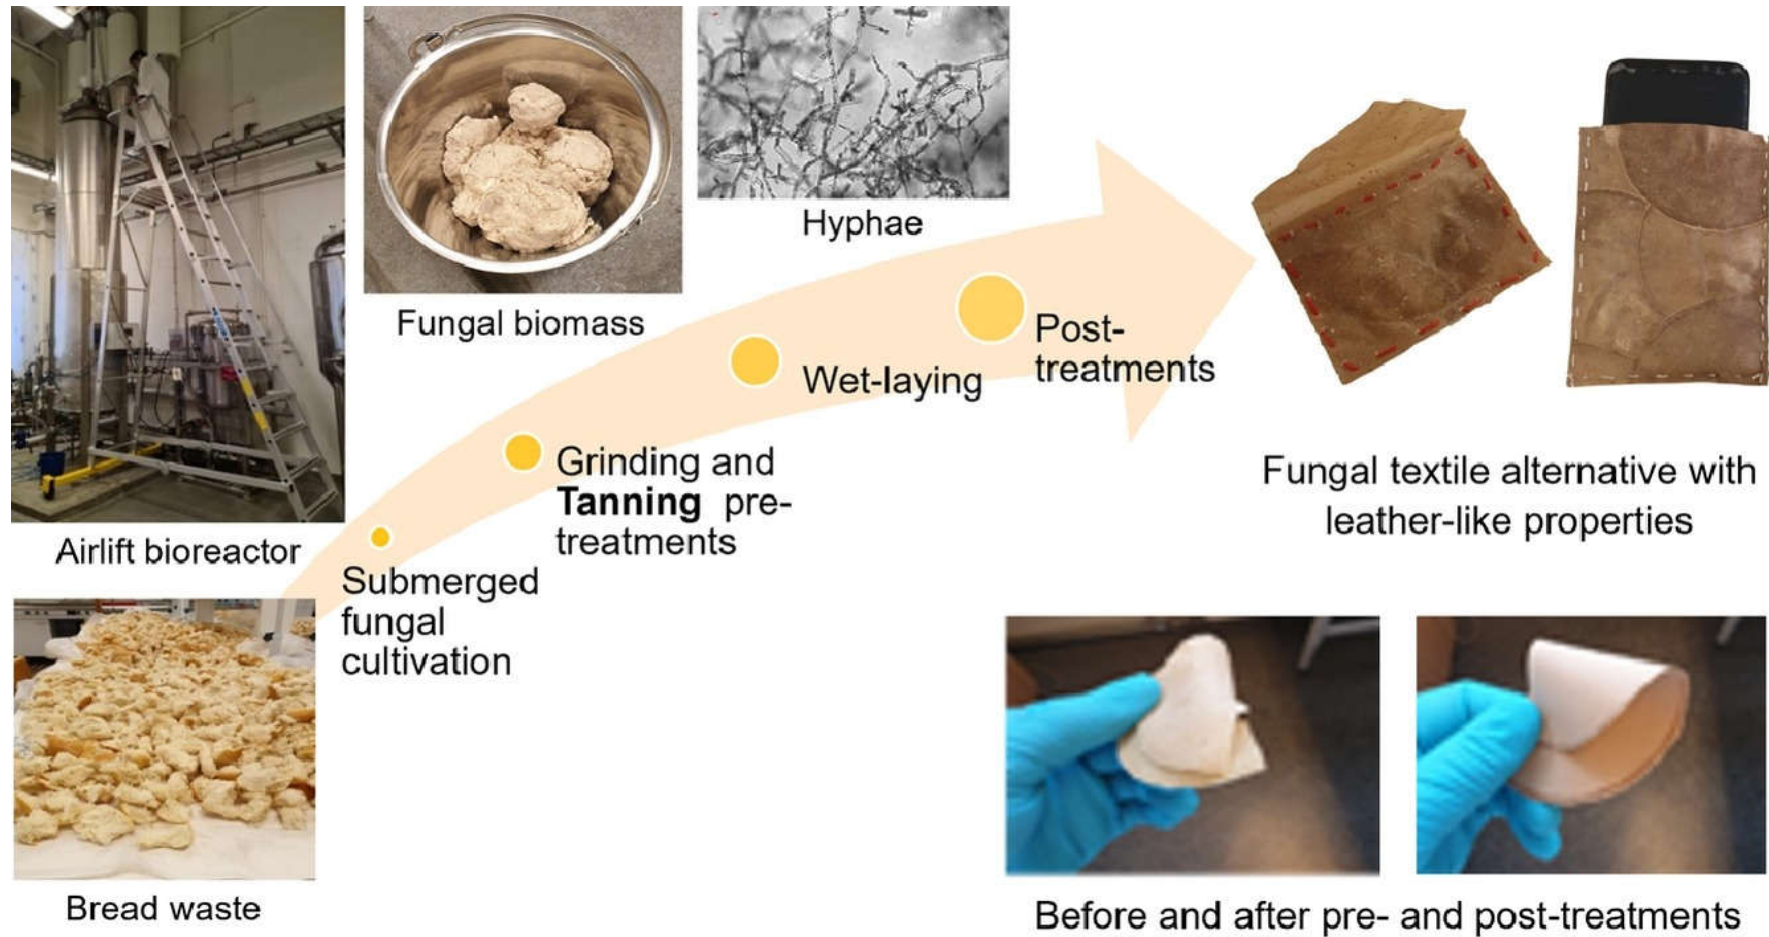 Airlift bioreactor
Bread waste
Fungal biomass
Hyphae
Submerged
fungal
cultivation
Grinding and
Tanning pre-
treatments
Wet-laying
Post-
treatments
Fungal textile alternative with
leather-like properties
Before and after pre- and post-treatments